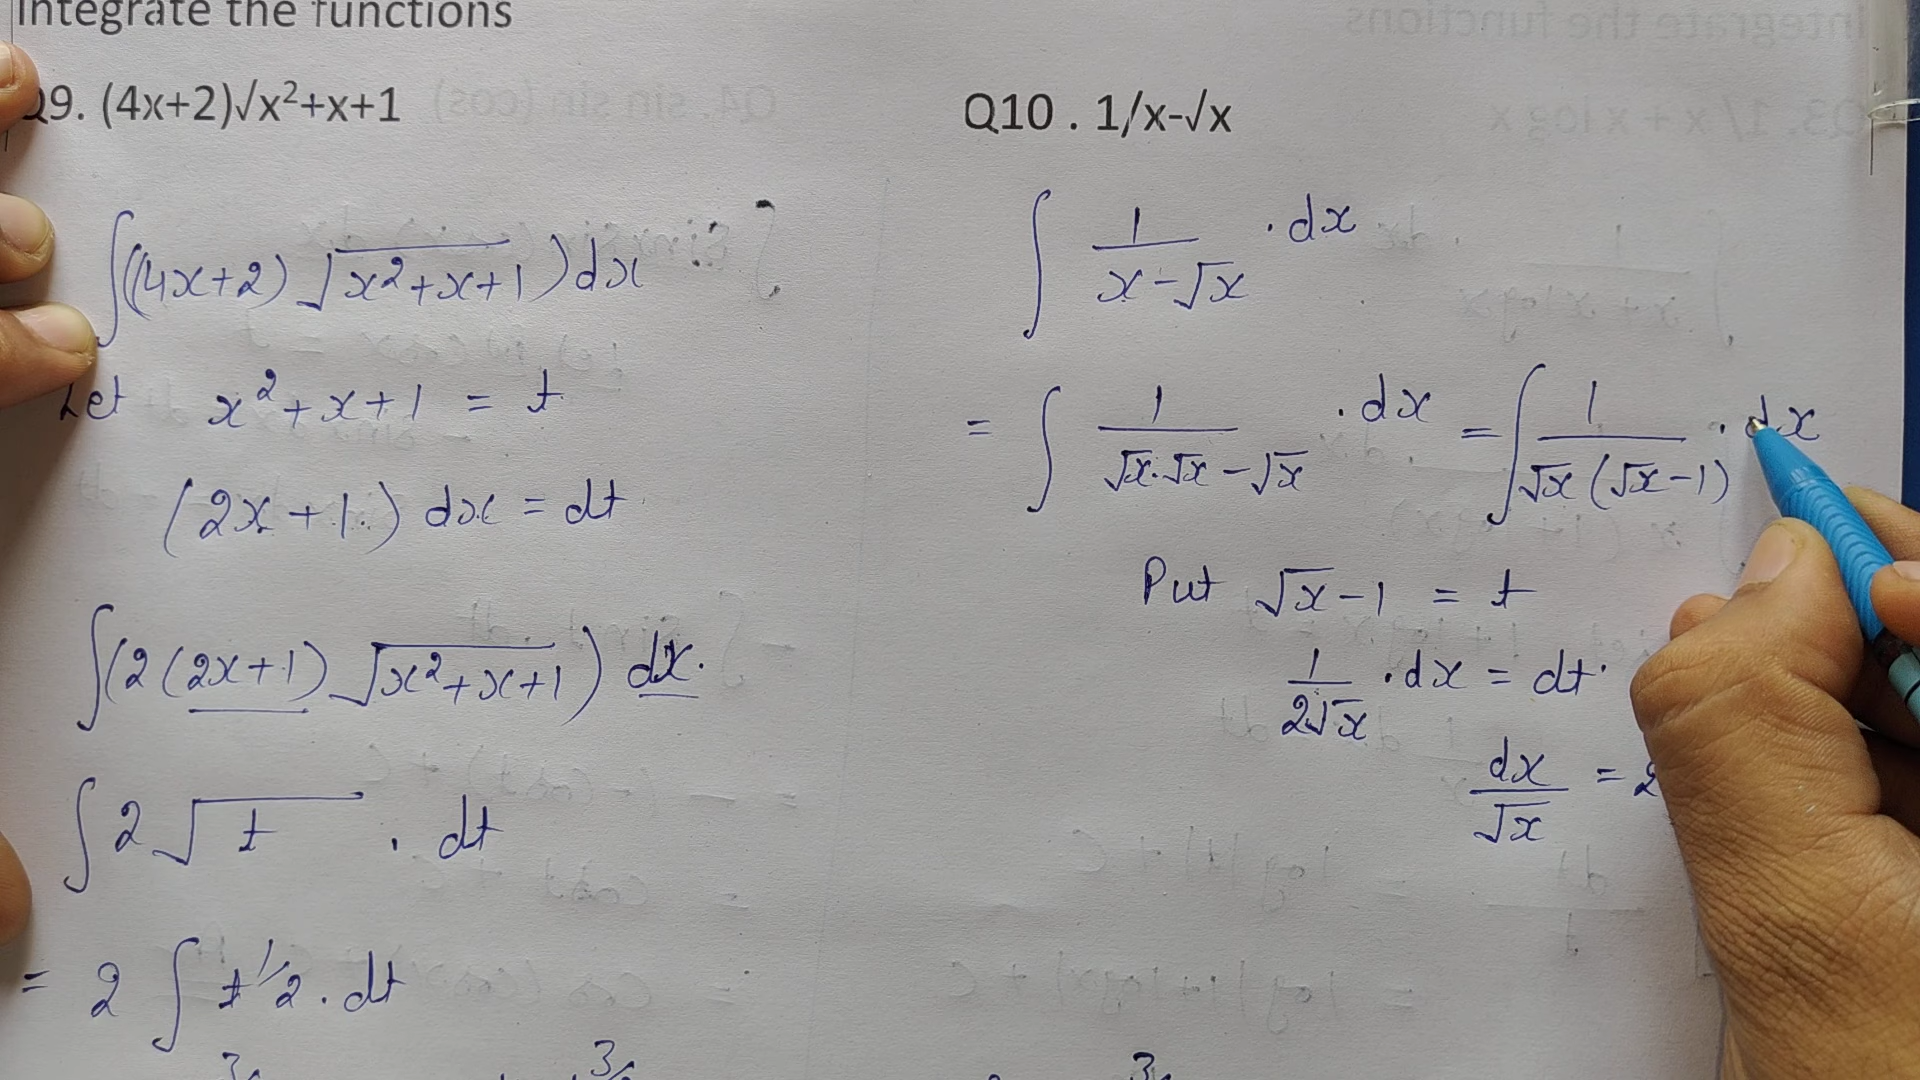 Integrate the functions
Q9. (4x+2)√x²+x+1
∫((4x+2) √(x²+x+1)) dx
Let x²+x+1 = t
(2x+1) dx = dt
∫(2 (2x+1) √(x²+x+1)) dx.
∫ 2 √t . dt
= 2 ∫ t^1/2 . dt
Q10 . 1/x-√x
∫ 1/(x-√x) . dx
= ∫ 1/(√x.√x - √x) . dx = ∫ 1/(√x (√x-1)) . dx
Put √x-1 = t
1/(2√x) . dx = dt
dx/√x = 2